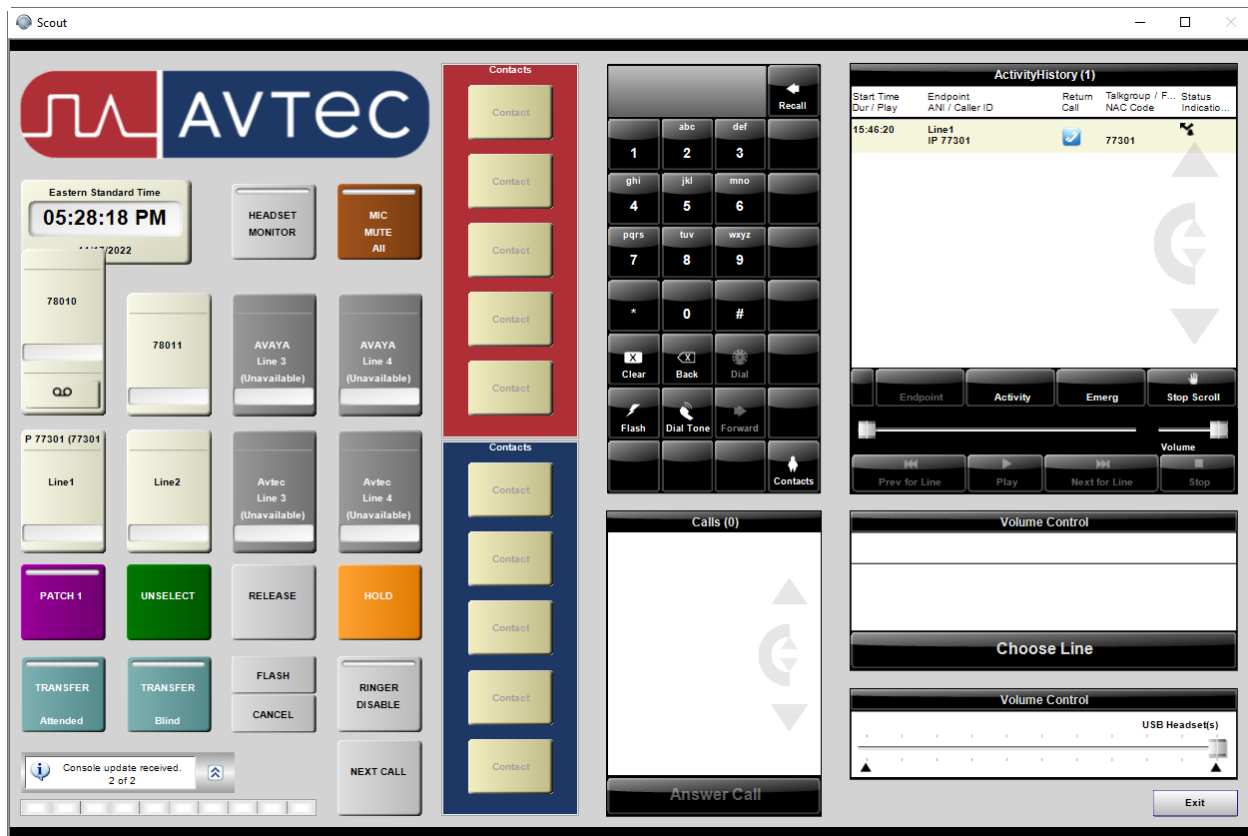 Scout
AVTEC
Eastern Standard Time
05:28:18 PM
/2022
HEADSET
MONITOR
MIC
MUTE
All
78010
78011
AVAYA
Line 3
(Unavailable)
AVAYA
Line 4
(Unavailable)
P 77301 (77301
Line1
Line2
Avtec
Line 3
(Unavailable)
Avtec
Line 4
(Unavailable)
PATCH 1
UNSELECT
RELEASE
HOLD
TRANSFER
Attended
TRANSFER
Blind
FLASH
CANCEL
RINGER
DISABLE
Console update received.
2 of 2
NEXT CALL
Contacts
Contact
Contact
Contact
Contact
Contact
Contacts
Contact
Contact
Contact
Contact
Contact
Recall
1
abc
2
def
3
ghi
4
jkl
5
mno
6
pqrs
7
tuv
8
wxyz
9
*
0
#
X
Clear
X
Back
Dial
Flash
Dial Tone
Forward
Contacts
Calls (0)
Answer Call
ActivityHistory (1)
Start Time
Dur / Play
Endpoint
ANI / Caller ID
Return
Call
Talkgroup / F...
NAC Code
Status
Indicatio...
15:46:20
Line1
IP 77301
77301
Endpoint
Activity
Emerg
Stop Scroll
Volume
Prev for Line
Play
Next for Line
Stop
Volume Control
Choose Line
Volume Control
USB Headset(s)
Exit